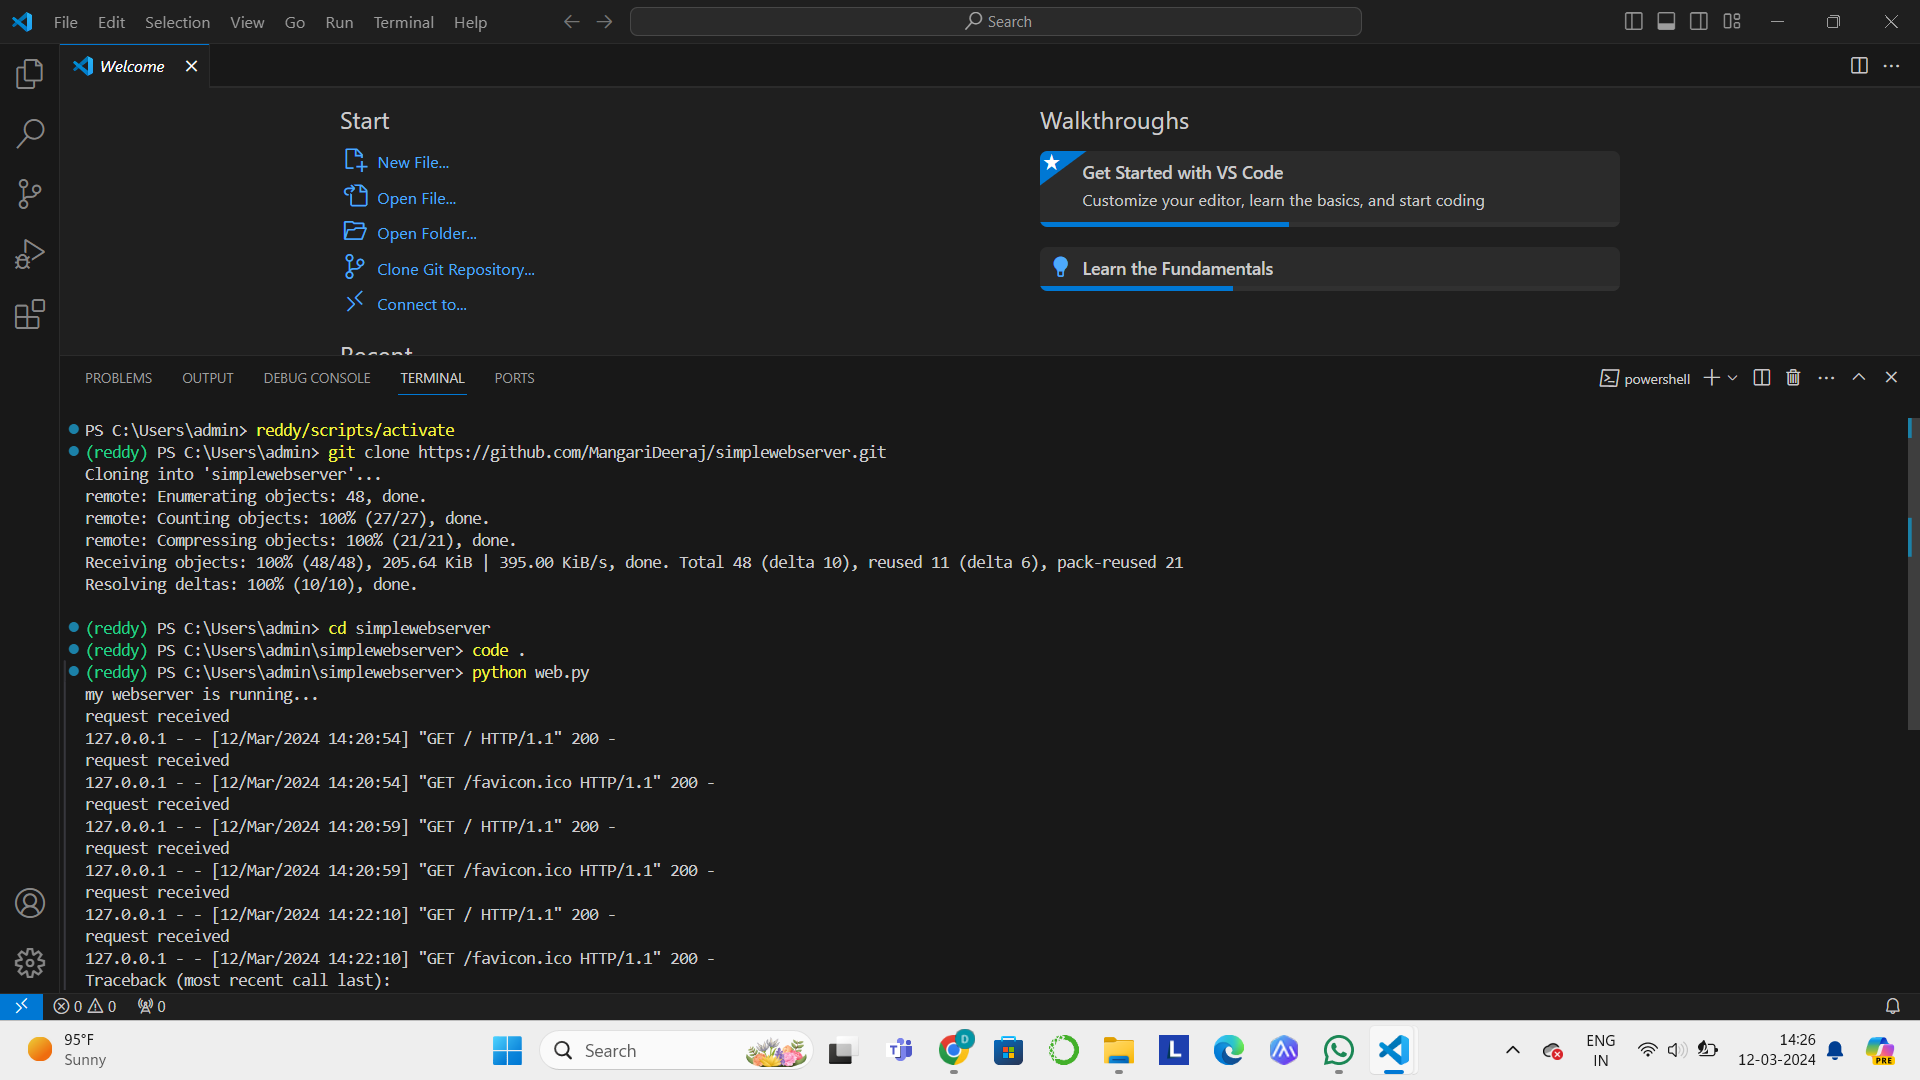 File Edit Selection View Go Run Terminal Help
Search
Welcome
Start
New File...
Open File...
Open Folder...
Clone Git Repository...
Connect to...
Recent
Walkthroughs
Get Started with VS Code
Customize your editor, learn the basics, and start coding
Learn the Fundamentals
PROBLEMS OUTPUT DEBUG CONSOLE TERMINAL PORTS
powershell
PS C:\Users\admin> reddy/scripts/activate
(reddy) PS C:\Users\admin> git clone https://github.com/MangariDeeraj/simplewebserver.git
Cloning into 'simplewebserver'...
remote: Enumerating objects: 48, done.
remote: Counting objects: 100% (27/27), done.
remote: Compressing objects: 100% (21/21), done.
Receiving objects: 100% (48/48), 205.64 KiB | 395.00 KiB/s, done. Total 48 (delta 10), reused 11 (delta 6), pack-reused 21
Resolving deltas: 100% (10/10), done.
(reddy) PS C:\Users\admin> cd simplewebserver
(reddy) PS C:\Users\admin\simplewebserver> code .
(reddy) PS C:\Users\admin\simplewebserver> python web.py
my webserver is running...
request received
127.0.0.1 - - [12/Mar/2024 14:20:54] "GET / HTTP/1.1" 200 -
request received
127.0.0.1 - - [12/Mar/2024 14:20:54] "GET /favicon.ico HTTP/1.1" 200 -
request received
127.0.0.1 - - [12/Mar/2024 14:20:59] "GET / HTTP/1.1" 200 -
request received
127.0.0.1 - - [12/Mar/2024 14:20:59] "GET /favicon.ico HTTP/1.1" 200 -
request received
127.0.0.1 - - [12/Mar/2024 14:22:10] "GET / HTTP/1.1" 200 -
request received
127.0.0.1 - - [12/Mar/2024 14:22:10] "GET /favicon.ico HTTP/1.1" 200 -
Traceback (most recent call last):
0 0 0
95°F
Sunny
Search
D
L
ENG
IN
14:26
12-03-2024
PRE